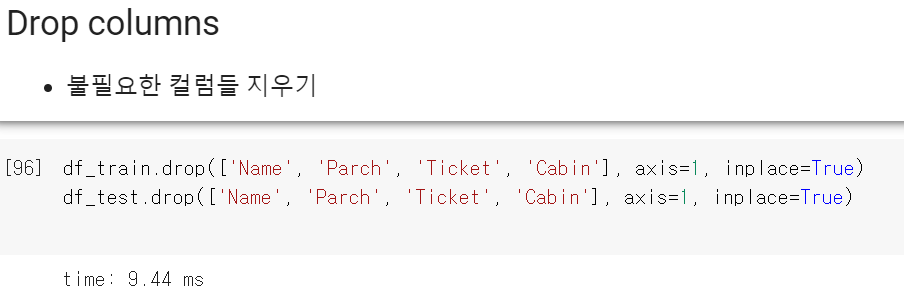 Drop columns
• 불필요한 컬럼들 지우기
[96] df_train.drop(['Name', 'Parch', 'Ticket', 'Cabin'], axis=1, inplace=True)
df_test.drop(['Name', 'Parch', 'Ticket', 'Cabin'], axis=1, inplace=True)
time: 9.44 ms